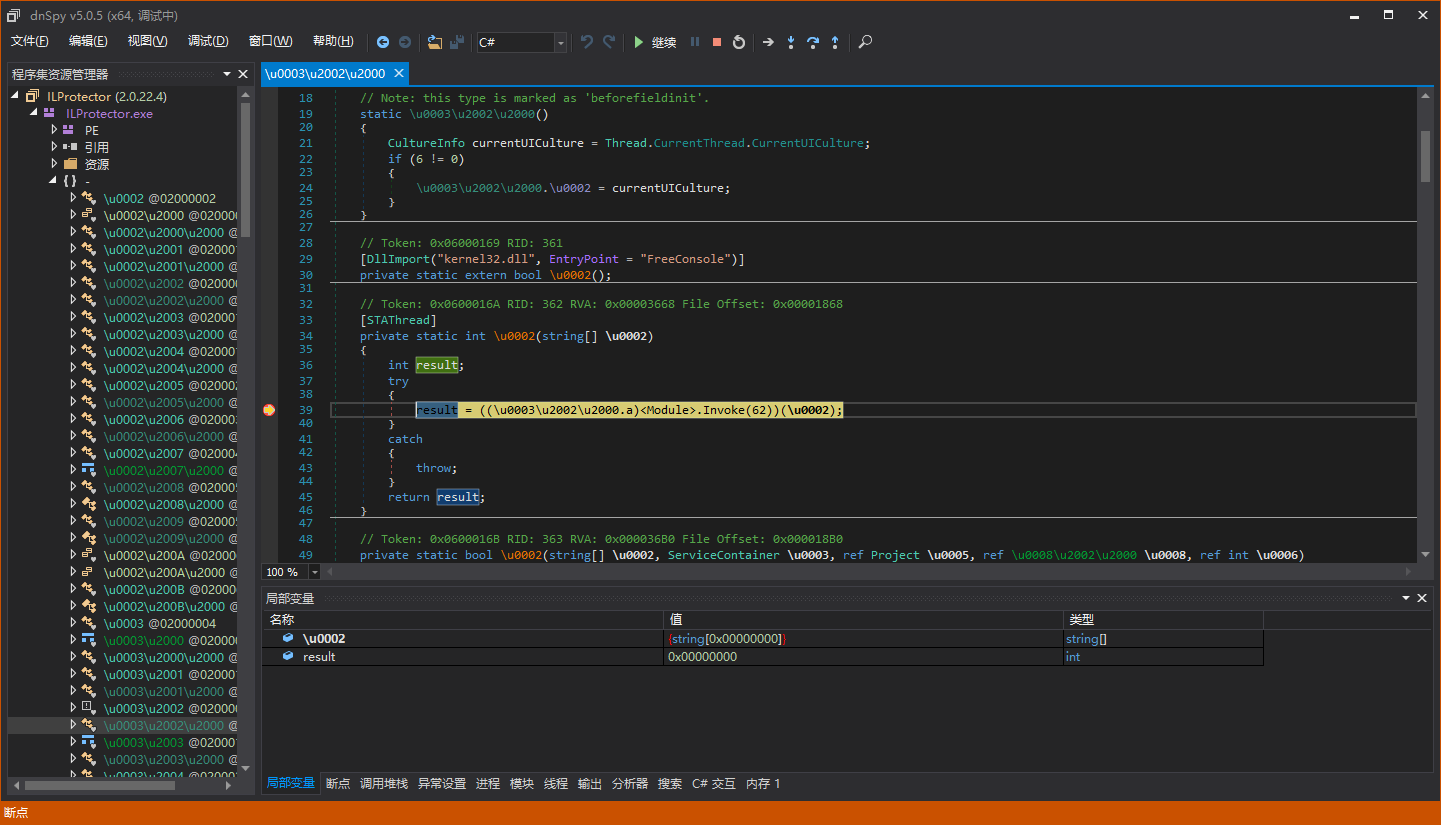 dnSpy v5.0.5 (x64, 调试中)
文件(F) 编辑(E) 视图(V) 调试(D) 窗口(W) 帮助(H) C# 继续
程序集资源管理器
ILProtector (2.0.22.4)
ILProtector.exe
PE
引用
资源
{ } -
\u0002 @02000002
\u0002\u2000 @020000
\u0002\u2000\u2000 @
\u0002\u2001 @020001
\u0002\u2001\u2000 @
\u0002\u2002 @020000
\u0002\u2002\u2000 @
\u0002\u2003 @020001
\u0002\u2003\u2000 @
\u0002\u2004 @020001
\u0002\u2004\u2000 @
\u0002\u2005 @020002
\u0002\u2005\u2000 @
\u0002\u2006 @020003
\u0002\u2006\u2000 @
\u0002\u2007 @020004
\u0002\u2007\u2000 @
\u0002\u2008 @020005
\u0002\u2008\u2000 @
\u0002\u2009 @020005
\u0002\u2009\u2000 @
\u0002\u200A @020000
\u0002\u200A\u2000 @
\u0002\u200B @020000
\u0002\u200B\u2000 @
\u0003 @02000004
\u0003\u2000 @020000
\u0003\u2000\u2000 @
\u0003\u2001 @020001
\u0003\u2001\u2000 @
\u0003\u2002 @020000
\u0003\u2002\u2000 @
\u0003\u2003 @020001
\u0003\u2003\u2000 @
\u0003\u2004 @020002
\u0003\u2002\u2000
18 // Note: this type is marked as 'beforefieldinit'.
19 static \u0003\u2002\u2000()
20 {
21 CultureInfo currentUICulture = Thread.CurrentThread.CurrentUICulture;
22 if (6 != 0)
23 {
24 \u0003\u2002\u2000.\u0002 = currentUICulture;
25 }
26 }
27
28 // Token: 0x06000169 RID: 361
29 [DllImport("kernel32.dll", EntryPoint = "FreeConsole")]
30 private static extern bool \u0002();
31
32 // Token: 0x0600016A RID: 362 RVA: 0x00003668 File Offset: 0x00001868
33 [STAThread]
34 private static int \u0002(string[] \u0002)
35 {
36 int result;
37 try
38 {
39 result = ((\u0003\u2002\u2000.a)<Module>.Invoke(62))(\u0002);
40 }
41 catch
42 {
43 throw;
44 }
45 return result;
46 }
47
48 // Token: 0x0600016B RID: 363 RVA: 0x000036B0 File Offset: 0x000018B0
49 private static bool \u0002(string[] \u0002, ServiceContainer \u0003, ref Project \u0005, ref \u0008\u2002\u2000 \u0008, ref int \u0006)
100 %
局部变量
名称 值 类型
\u0002 {string[0x00000000]} string[]
result 0x00000000 int
局部变量 断点 调用堆栈 异常设置 进程 模块 线程 输出 分析器 搜索 C# 交互 内存 1
断点